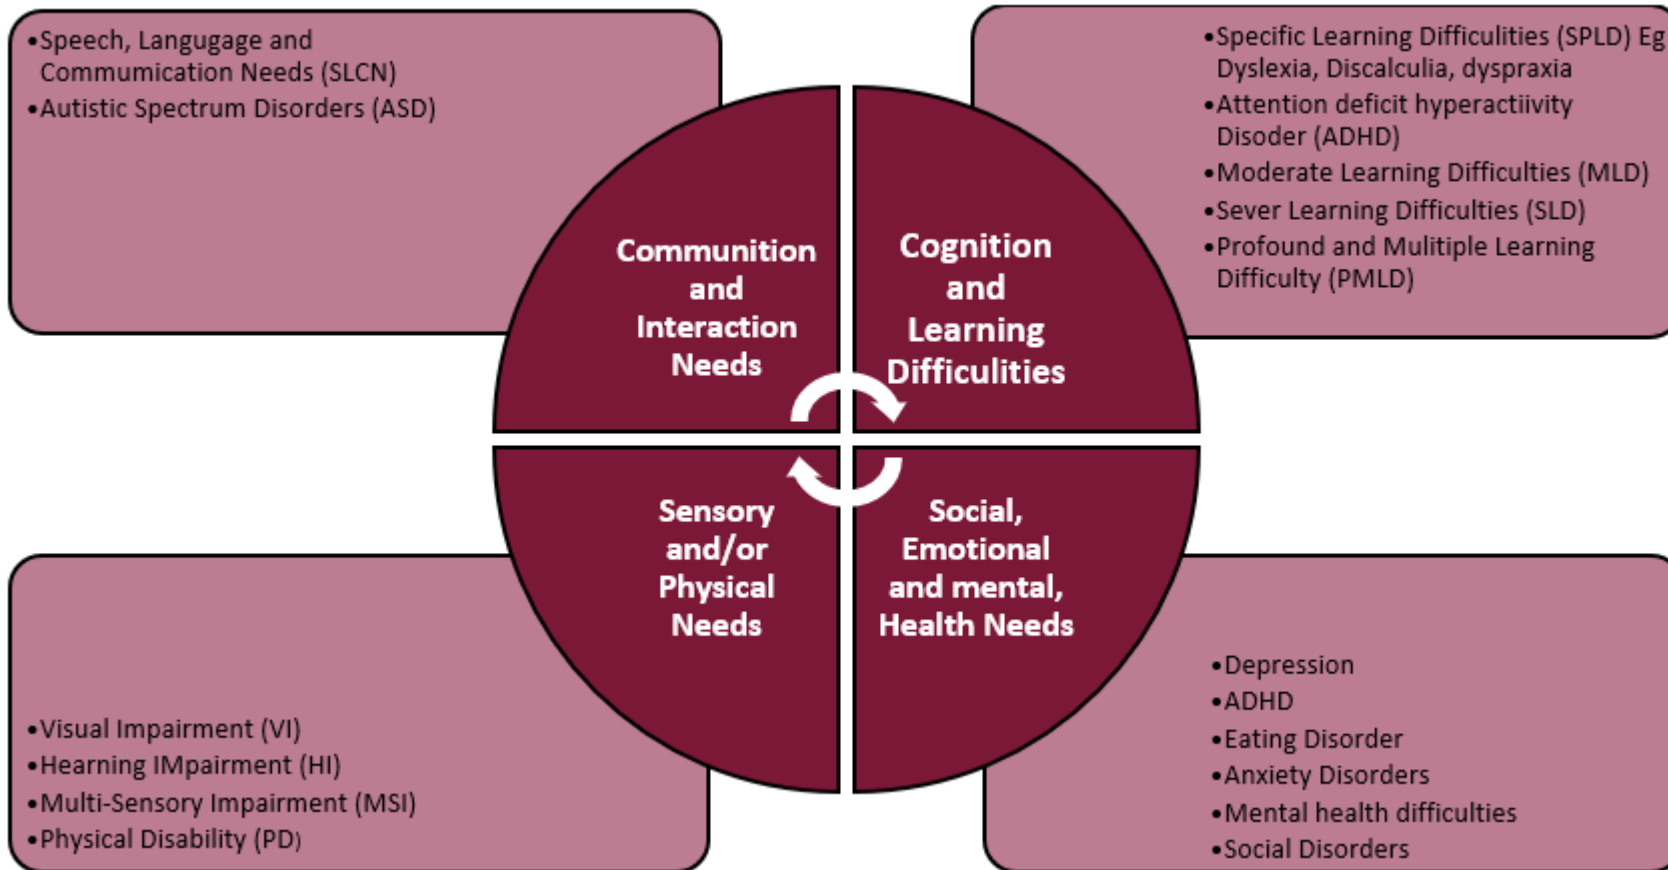 •Speech, Langugage and
Commumication Needs (SLCN)
•Autistic Spectrum Disorders (ASD)
•Specific Learning Difficulities (SPLD) Eg
Dyslexia, Discalculia, dyspraxia
•Attention deficit hyperactiivity
Disoder (ADHD)
•Moderate Learning Difficulties (MLD)
•Sever Learning Difficulties (SLD)
•Profound and Mulitiple Learning
Difficulty (PMLD)
Communition
and
Interaction
Needs
Cognition
and
Learning
Difficulities
Sensory
and/or
Physical
Needs
Social,
Emotional
and mental,
Health Needs
•Visual Impairment (VI)
•Hearning IMpairment (HI)
•Multi-Sensory Impairment (MSI)
•Physical Disability (PD)
•Depression
•ADHD
•Eating Disorder
•Anxiety Disorders
•Mental health difficulties
•Social Disorders